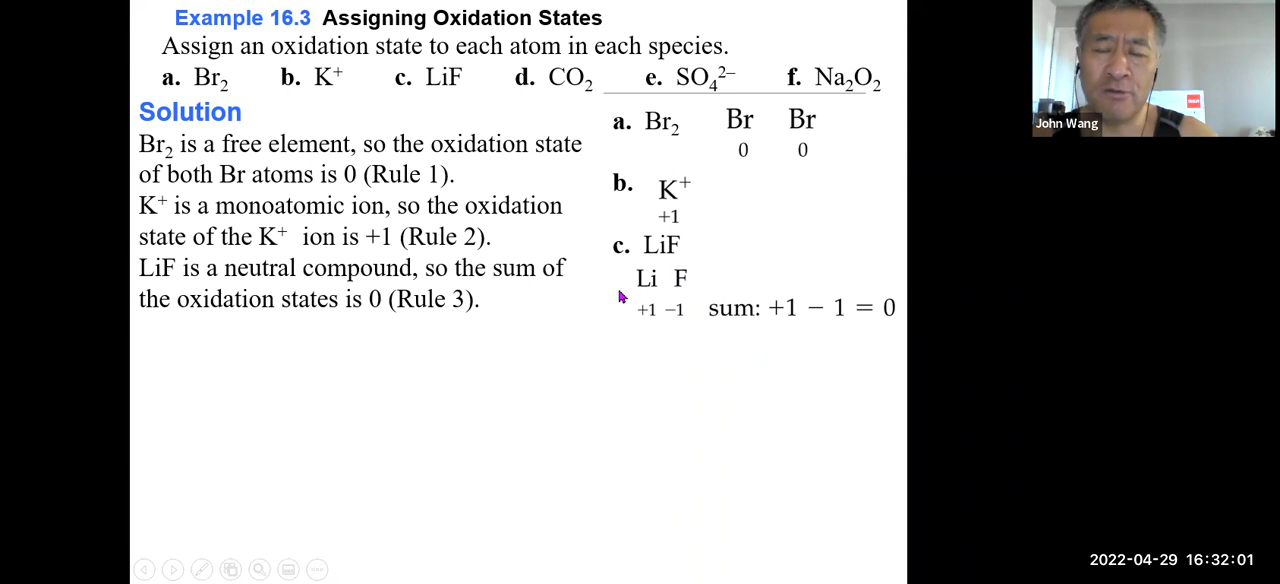 Example 16.3 Assigning Oxidation States
Assign an oxidation state to each atom in each species.
a. Br₂ b. K⁺ c. LiF d. CO₂ e. SO₄²⁻ f. Na₂O₂
Solution
Br₂ is a free element, so the oxidation state
of both Br atoms is 0 (Rule 1).
K⁺ is a monoatomic ion, so the oxidation
state of the K⁺ ion is +1 (Rule 2).
LiF is a neutral compound, so the sum of
the oxidation states is 0 (Rule 3).
a. Br₂ Br Br
0 0
b. K⁺
+1
c. LiF
Li F
+1 −1 sum: +1 − 1 = 0
John Wang
RCA
2022-04-29 16:32:01